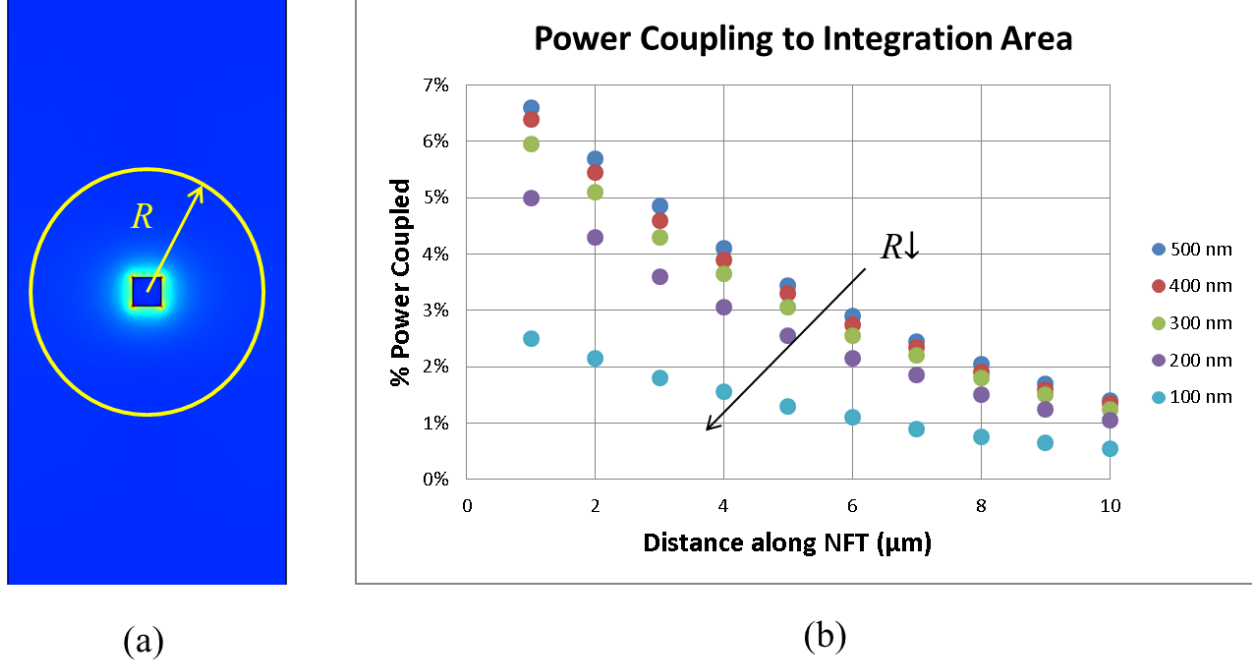 R
(a)
Power Coupling to Integration Area
7%
6%
5%
4%
3%
2%
1%
0%
% Power Coupled
0 2 4 6 8 10
Distance along NFT (µm)
R↓
500 nm
400 nm
300 nm
200 nm
100 nm
(b)